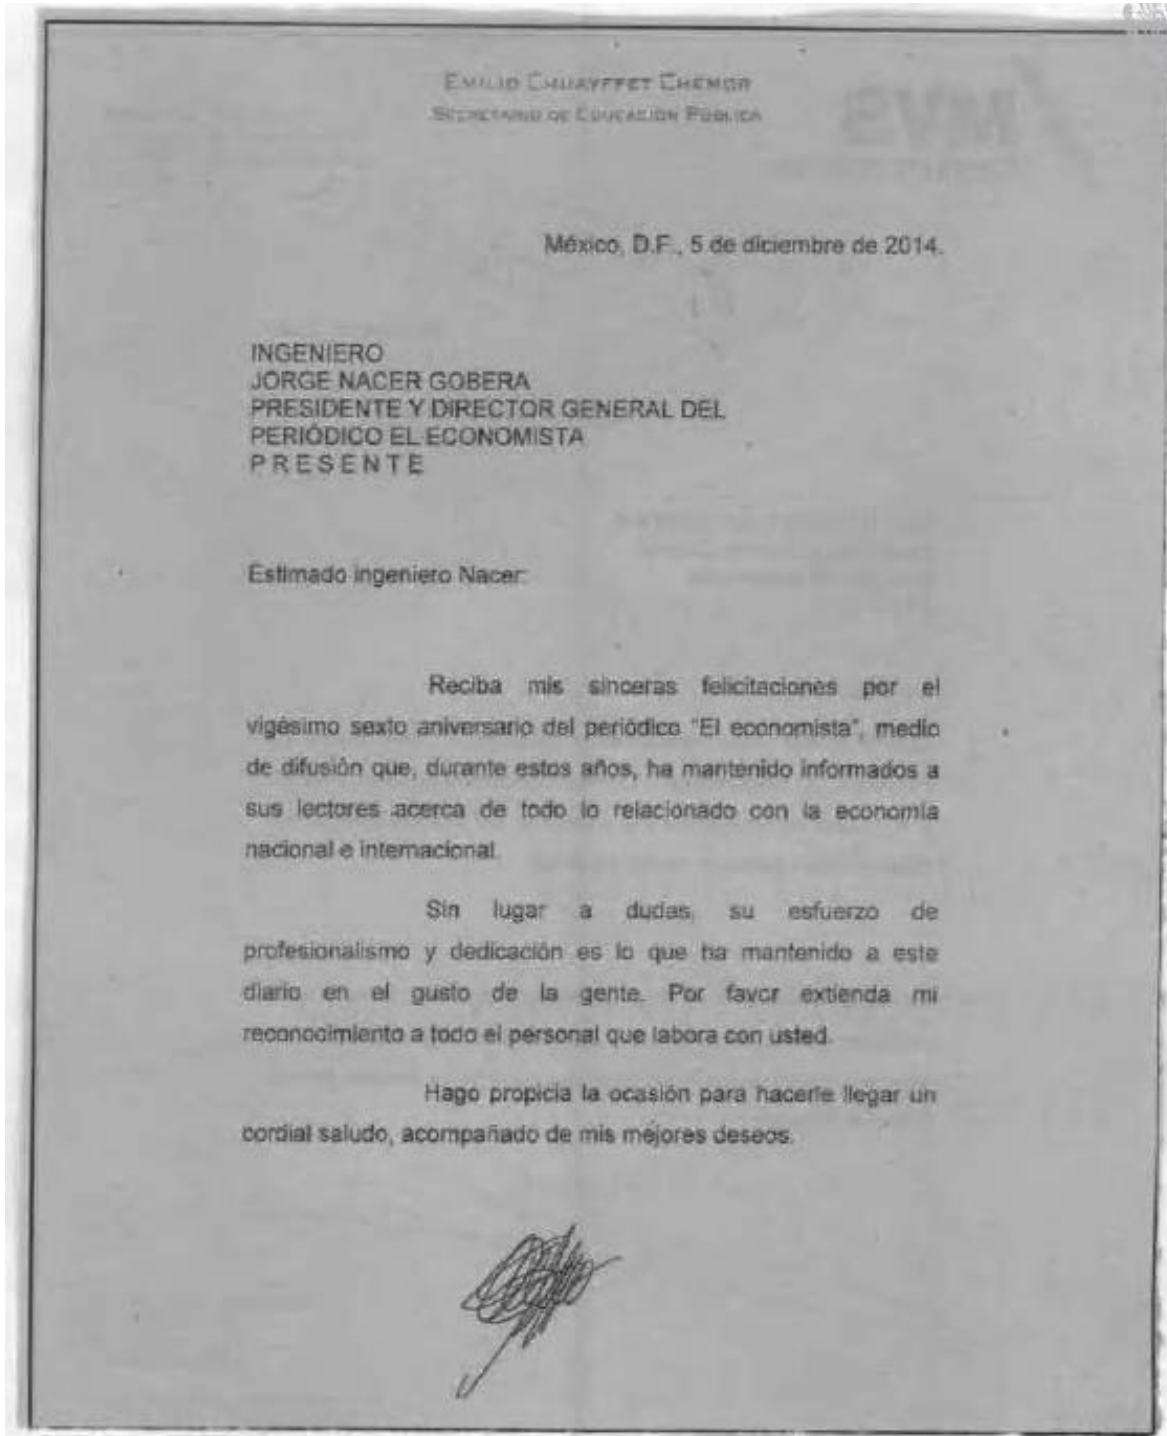 EMILIO CHUAYFFET CHEMOR
SECRETARIO DE EDUCACIÓN PÚBLICA
México, D.F., 5 de diciembre de 2014.
INGENIERO
JORGE NACER GOBERA
PRESIDENTE Y DIRECTOR GENERAL DEL
PERIÓDICO EL ECONOMISTA
P R E S E N T E
Estimado ingeniero Nacer:
Reciba mis sinceras felicitaciones por el
vigésimo sexto aniversario del periódico "El economista", medio
de difusión que, durante estos años, ha mantenido informados a
sus lectores acerca de todo lo relacionado con la economía
nacional e internacional.
Sin lugar a dudas, su esfuerzo de
profesionalismo y dedicación es lo que ha mantenido a este
diario en el gusto de la gente. Por favor extienda mi
reconocimiento a todo el personal que labora con usted.
Hago propicia la ocasión para hacerle llegar un
cordial saludo, acompañado de mis mejores deseos.